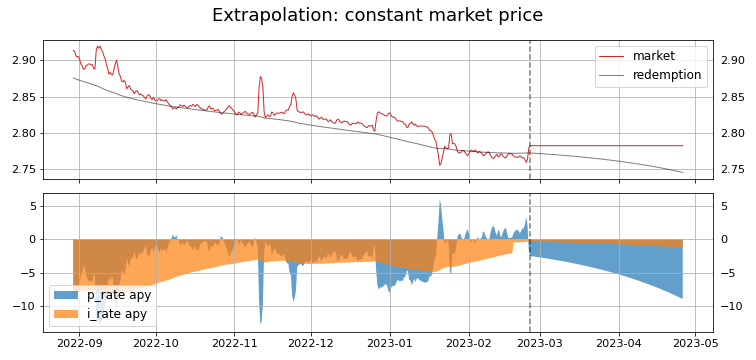 Extrapolation: constant market price
2.90 2.90
market
redemption
2.85 2.85
2.80 2.80
2.75 2.75
5 5
0 0
−5 −5
p_rate apy
i_rate apy
−10 −10
2022-09 2022-10 2022-11 2022-12 2023-01 2023-02 2023-03 2023-04 2023-05